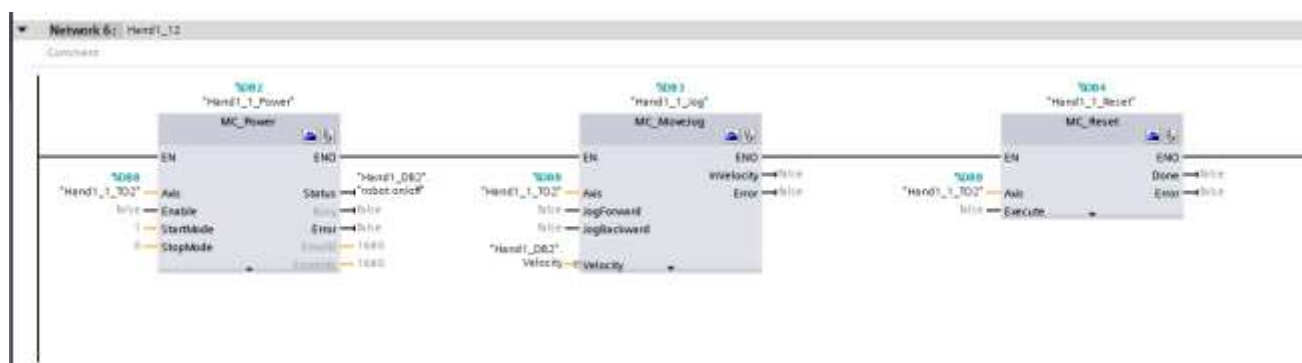 Network 6: Hand1_12
Comment
%DB2
"Hand1_1_Power"
MC_Power
EN
ENO
%DB8
"Hand1_1_TO2"
Axis
false
Enable
1
StartMode
0
StopMode
"Hand1_DB2".
"robot on/off"
Status
Busy
false
Error
false
16#0
16#0
%DB3
"Hand1_1_Jog"
MC_MoveJog
EN
ENO
%DB8
"Hand1_1_TO2"
Axis
false
JogForward
false
JogBackward
"Hand1_DB2".
Velocity
Velocity
InVelocity
false
Error
false
%DB4
"Hand1_1_Reset"
MC_Reset
EN
ENO
%DB8
"Hand1_1_TO2"
Axis
false
Execute
Done
false
Error
false